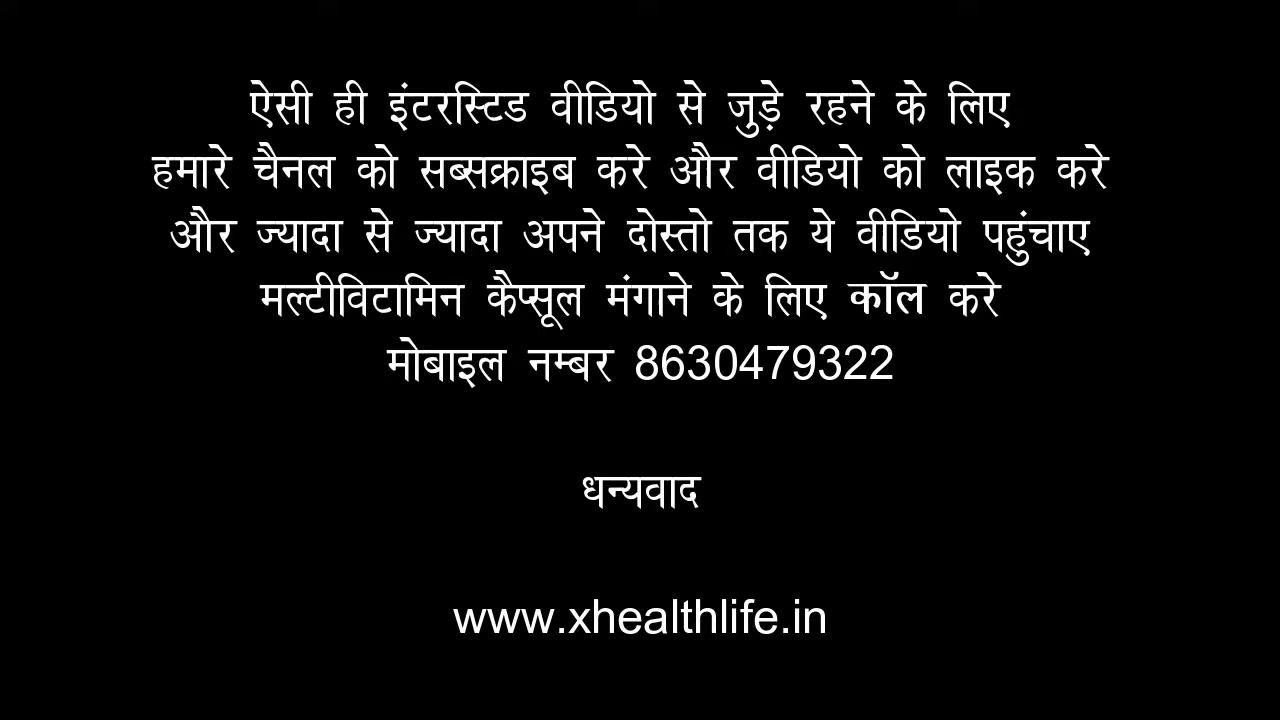 ऐसी ही इंटरस्टिड वीडियो से जुड़े रहने के लिए
हमारे चैनल को सब्सक्राइब करे और वीडियो को लाइक करे
और ज्यादा से ज्यादा अपने दोस्तो तक ये वीडियो पहुंचाए
मल्टीविटामिन कैप्सूल मंगाने के लिए कॉल करे
मोबाइल नम्बर 8630479322
धन्यवाद
www.xhealthlife.in